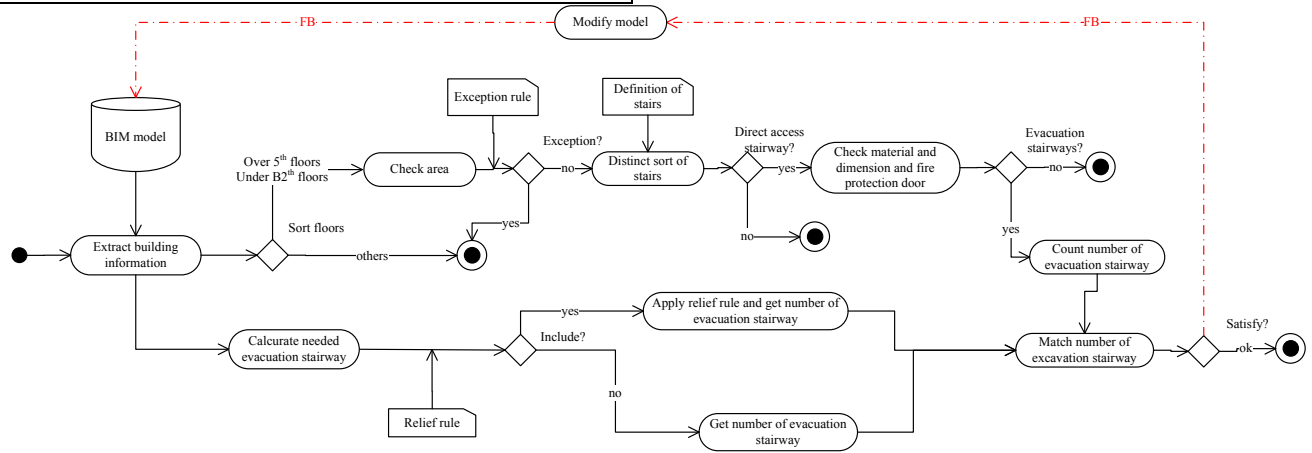 FB
Modify model
FB
BIM model
Exception rule
Definition of
stairs
Over 5th floors
Under B2th floors
Check area
Exception?
no
Distinct sort of
stairs
Direct access
stairway?
yes
Check material and
dimension and fire
protection door
Evacuation
stairways?
no
yes
no
yes
Sort floors
Extract building
information
others
Count number of
evacuation stairway
Calcurate needed
evacuation stairway
Include?
yes
Apply relief rule and get number of
evacuation stairway
Match number of
excavation stairway
Satisfy?
ok
no
Relief rule
Get number of evacuation
stairway